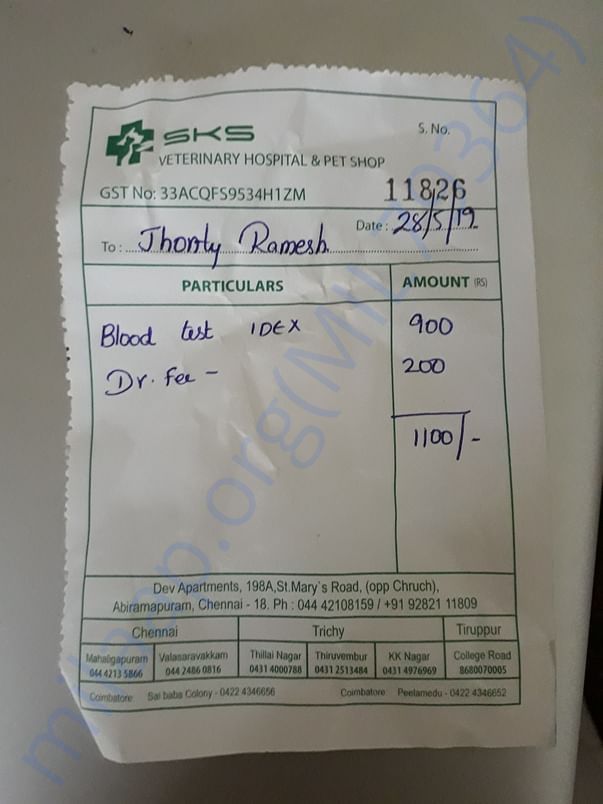 SKS
S. No.
VETERINARY HOSPITAL & PET SHOP
GST No: 33ACQFS9534H1ZM
11826
Date : 28/5/19
To : Jhonty Ramesh
PARTICULARS AMOUNT (RS)
Blood test IDEX 900
Dr. Fee - 200
1100/-
Dev Apartments, 198A,St.Mary`s Road, (opp Chruch),
Abiramapuram, Chennai - 18. Ph : 044 42108159 / +91 92821 11809
Chennai Trichy Tiruppur
Mahaligapuram Valasaravakkam Thillai Nagar Thiruvembur KK Nagar College Road
044 4213 5866 044 2486 0816 0431 4000788 0431 2513484 0431 4976969 8680070005
Coimbatore: Sai baba Colony - 0422 4346656 Coimbatore: Peelamedu - 0422 4346652